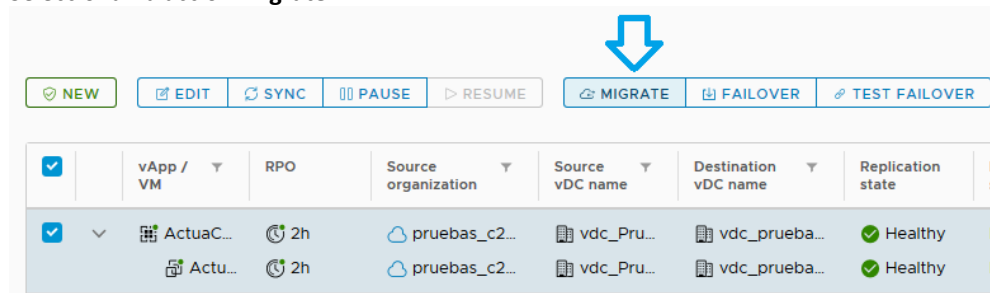 NEW EDIT SYNC PAUSE RESUME MIGRATE FAILOVER TEST FAILOVER
vApp / VM RPO Source organization Source vDC name Destination vDC name Replication state
ActuaC... 2h pruebas_c2... vdc_Pru... vdc_prueba... Healthy
Actu... 2h pruebas_c2... vdc_Pru... vdc_prueba... Healthy